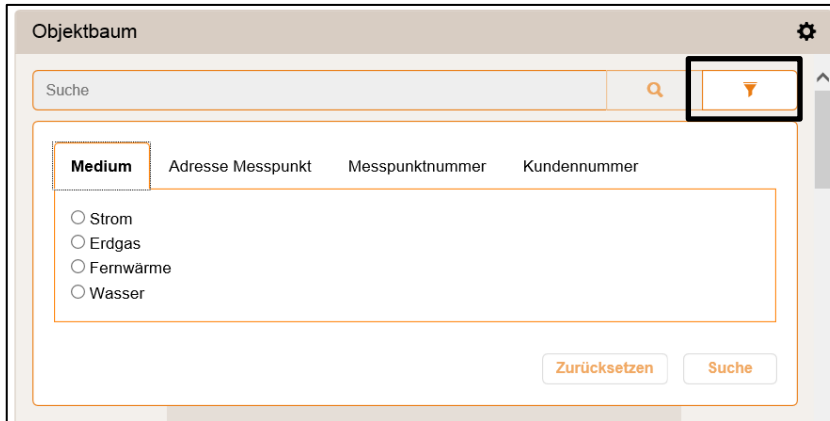 Objektbaum
Suche
Medium Adresse Messpunkt Messpunktnummer Kundennummer
Strom
Erdgas
Fernwärme
Wasser
Zurücksetzen Suche